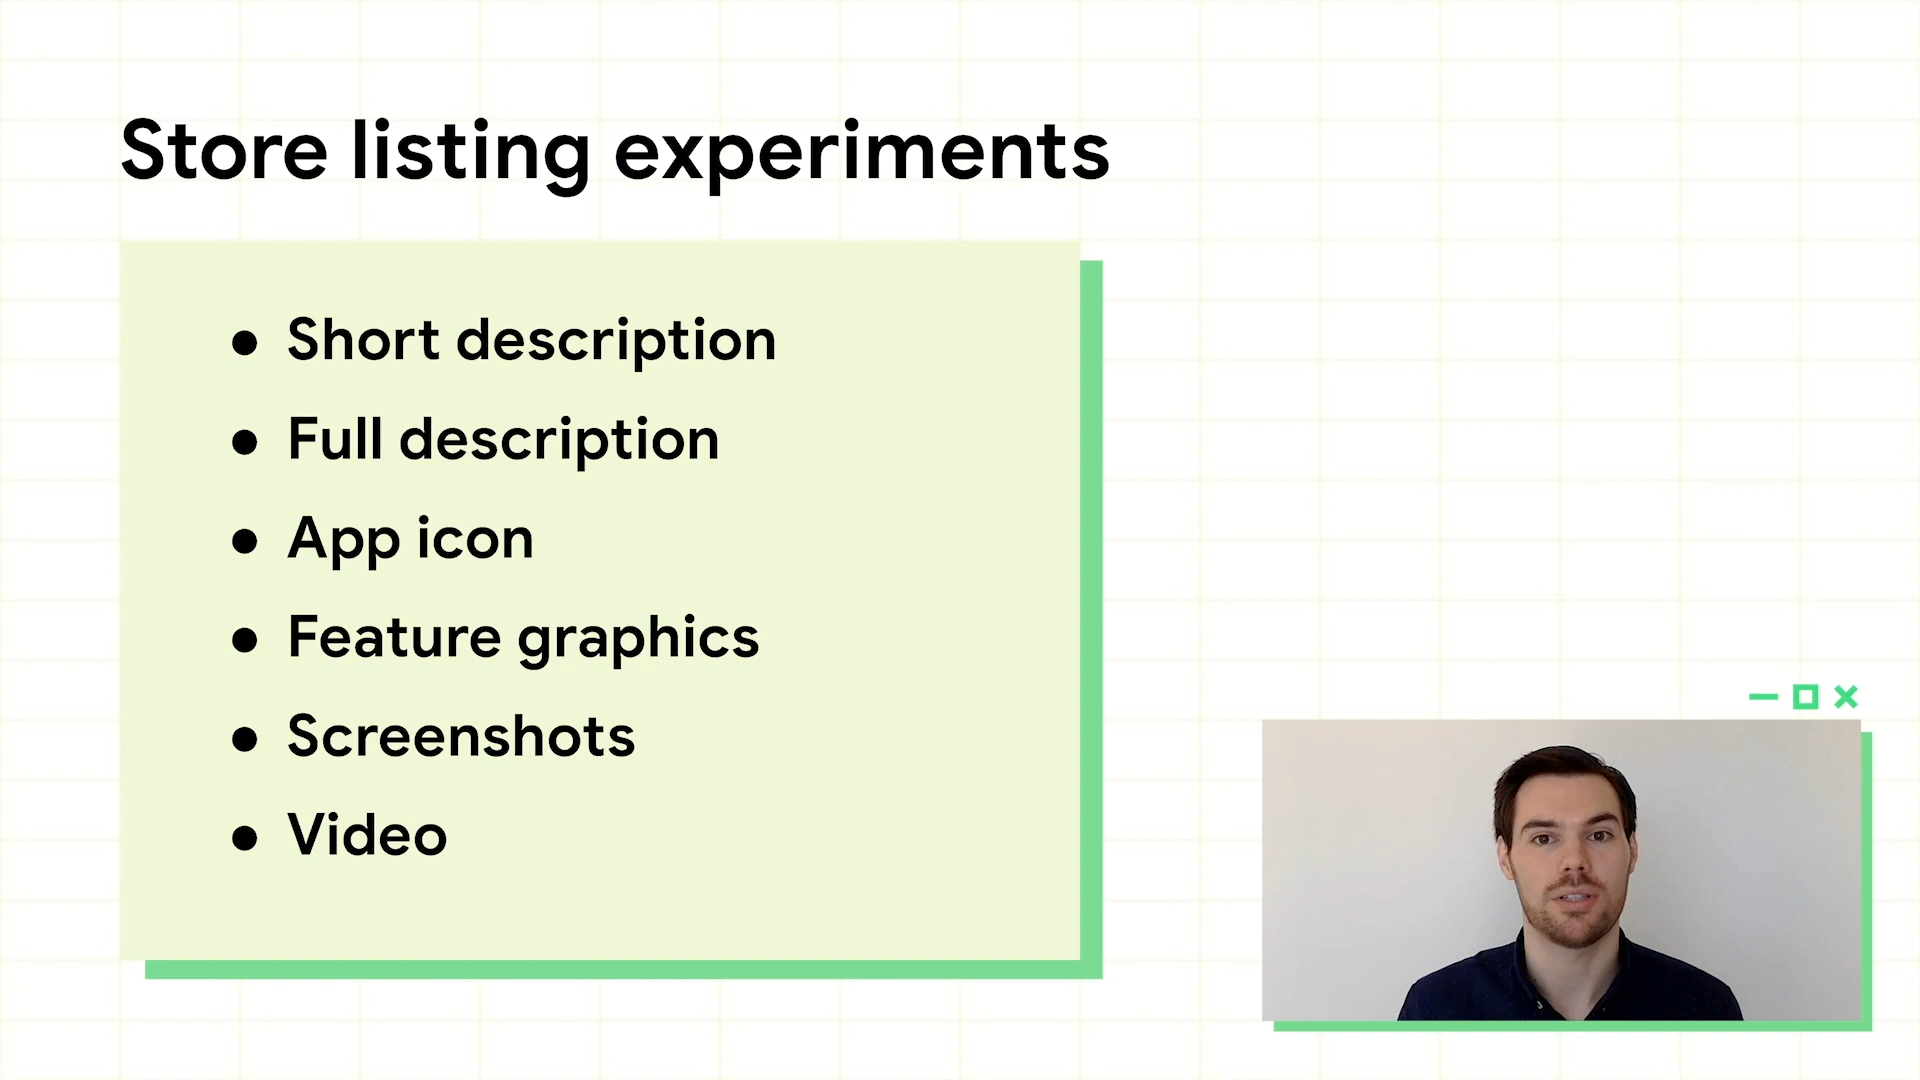 Store listing experiments
● Short description
● Full description
● App icon
● Feature graphics
● Screenshots
● Video